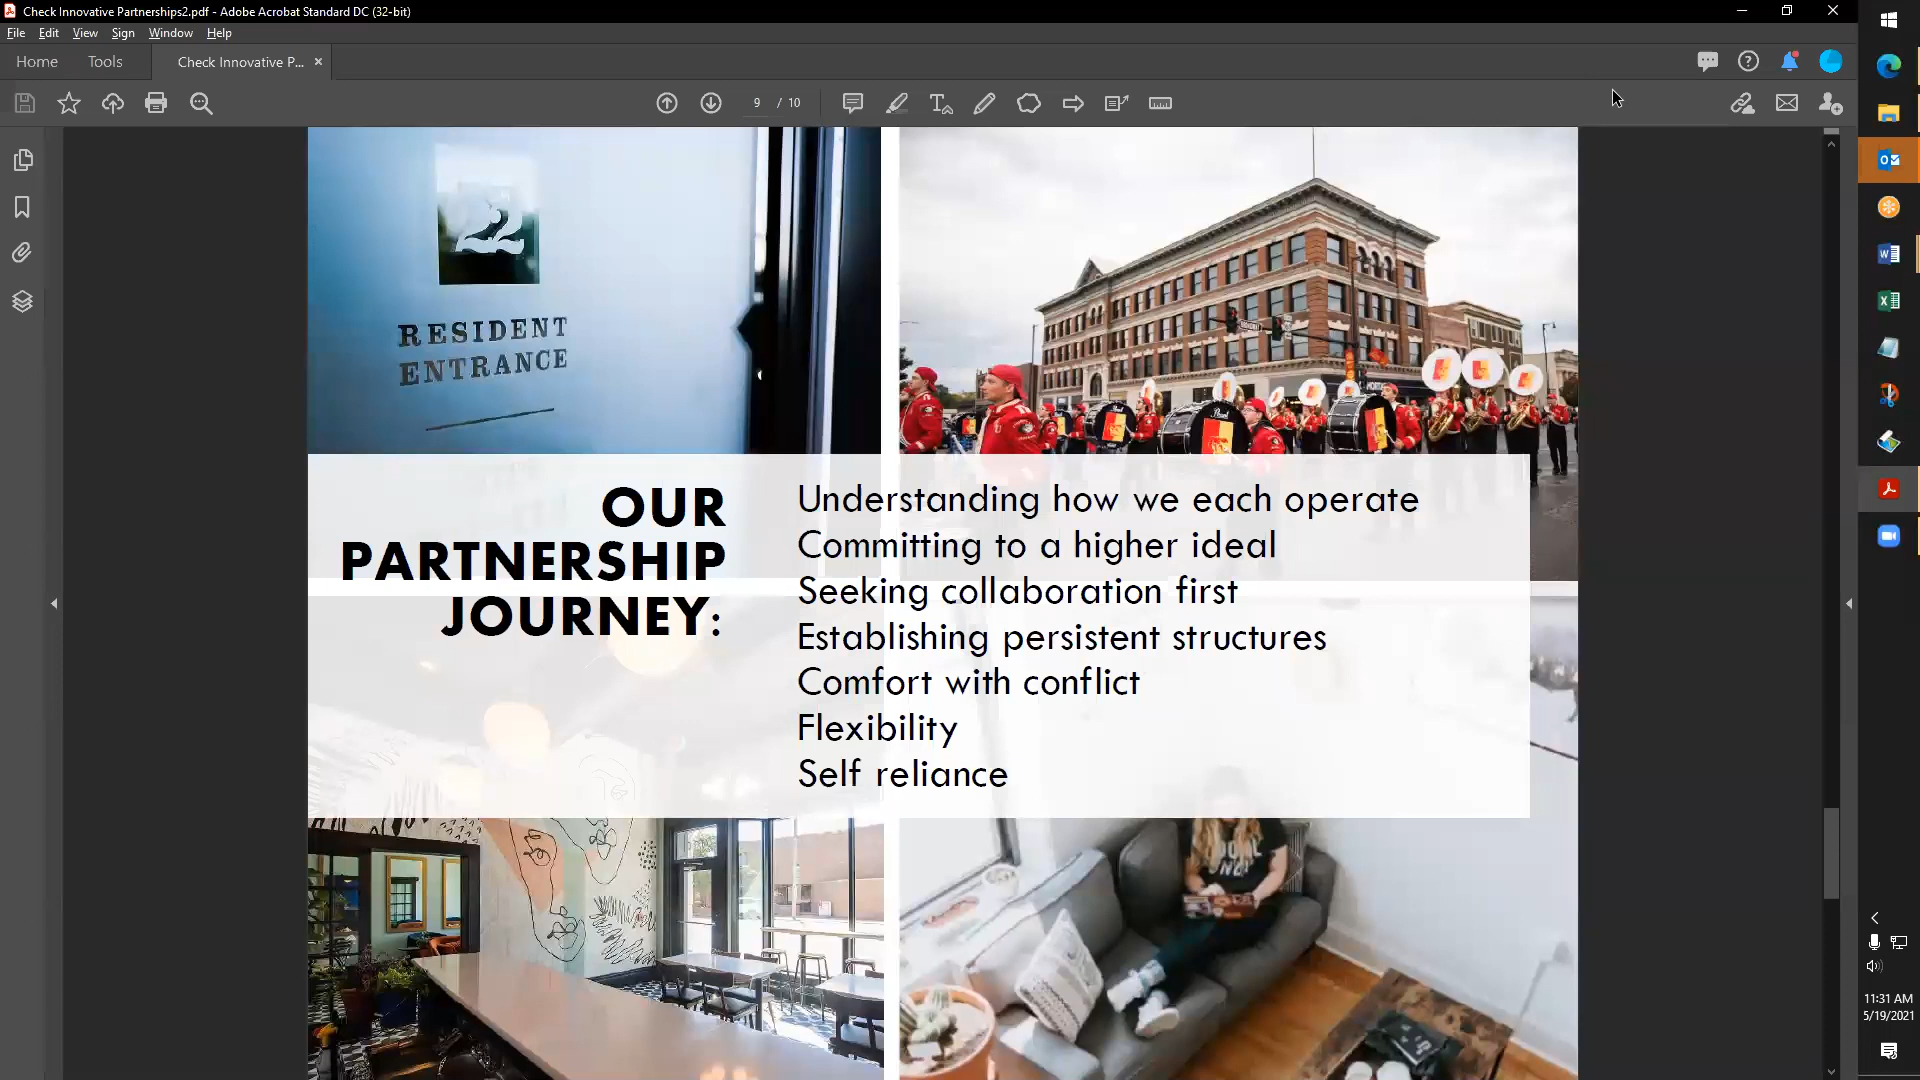 Check Innovative Partnerships2.pdf - Adobe Acrobat Standard DC (32-bit)
File Edit View Sign Window Help
Home Tools Check Innovative P... ×
9 / 10
22
RESIDENT
ENTRANCE
OUR
PARTNERSHIP
JOURNEY:
Understanding how we each operate
Committing to a higher ideal
Seeking collaboration first
Establishing persistent structures
Comfort with conflict
Flexibility
Self reliance
11:31 AM
5/19/2021